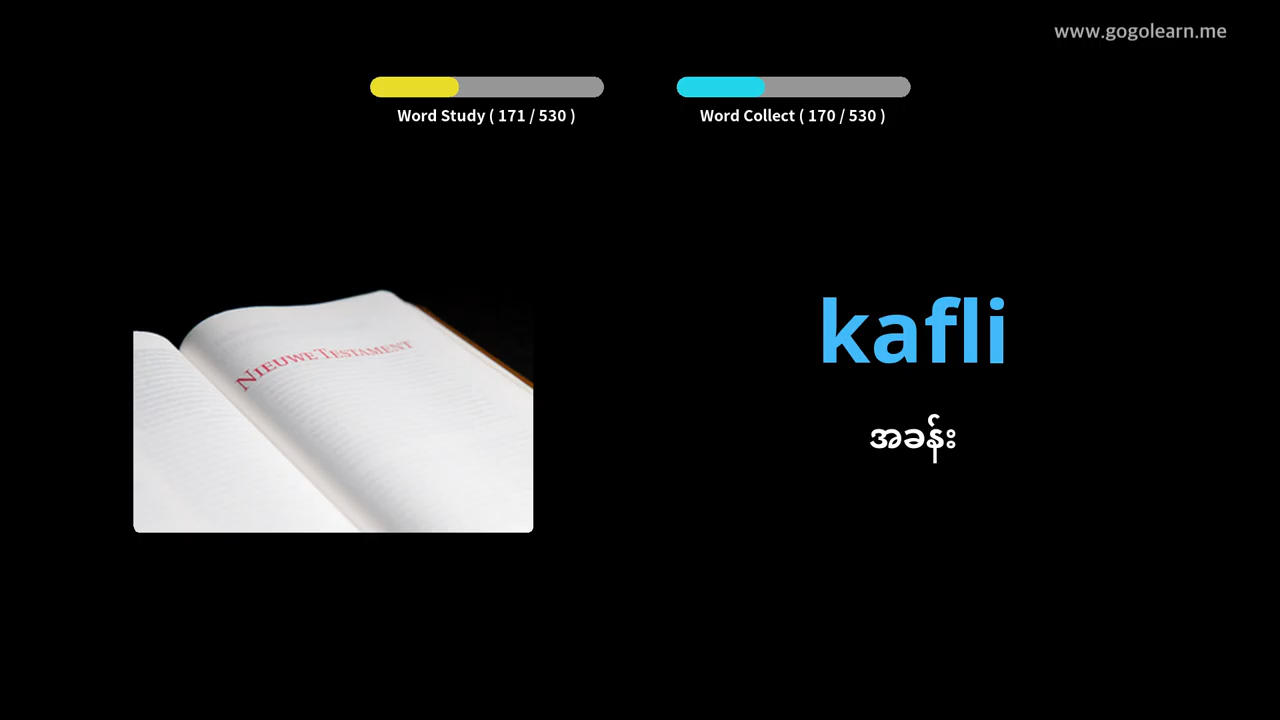 www.gogolearn.me
Word Study ( 171 / 530 )
Word Collect ( 170 / 530 )
NIEUWE TESTAMENT
kafli
အခန်း